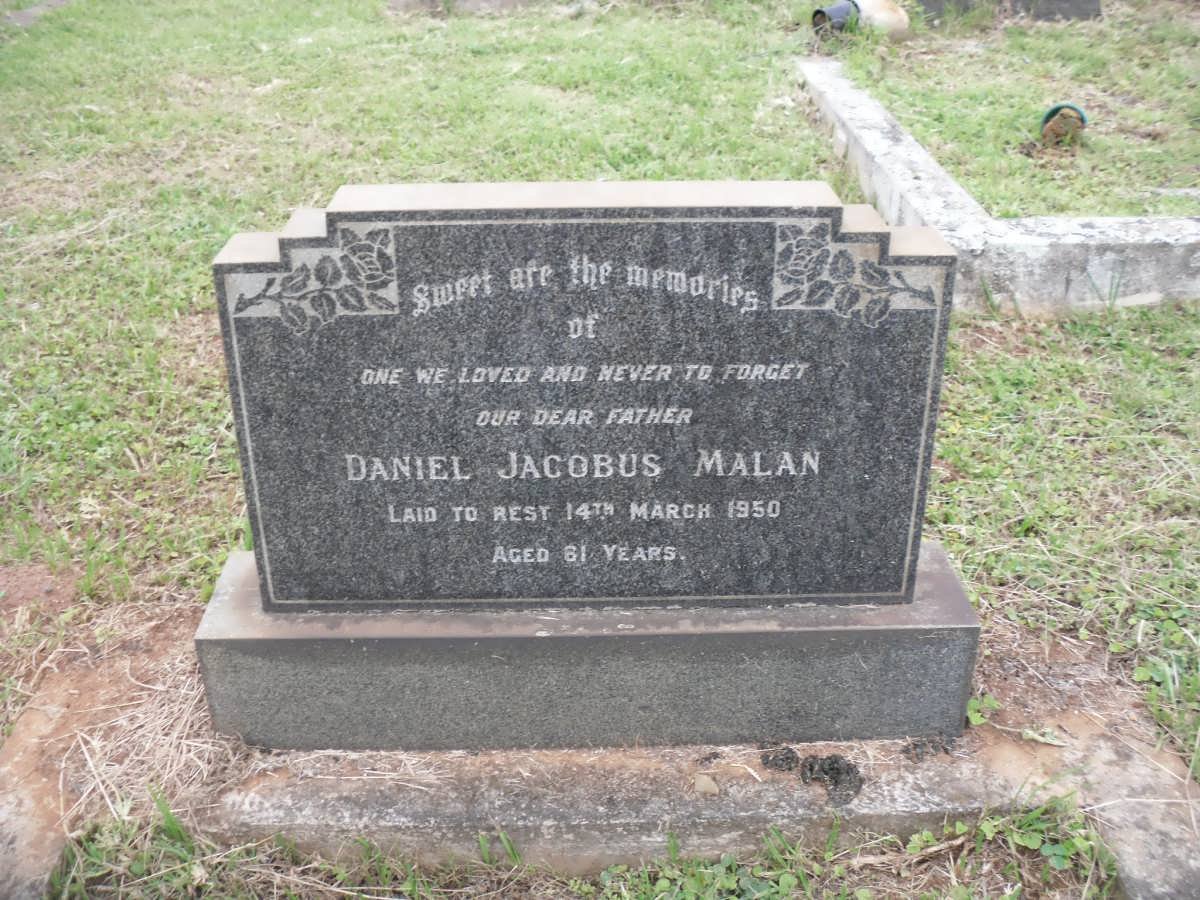 Sweet are the memories
of
ONE WE LOVED AND NEVER TO FORGET
OUR DEAR FATHER
DANIEL JACOBUS MALAN
LAID TO REST 14TH MARCH 1950
AGED 61 YEARS.